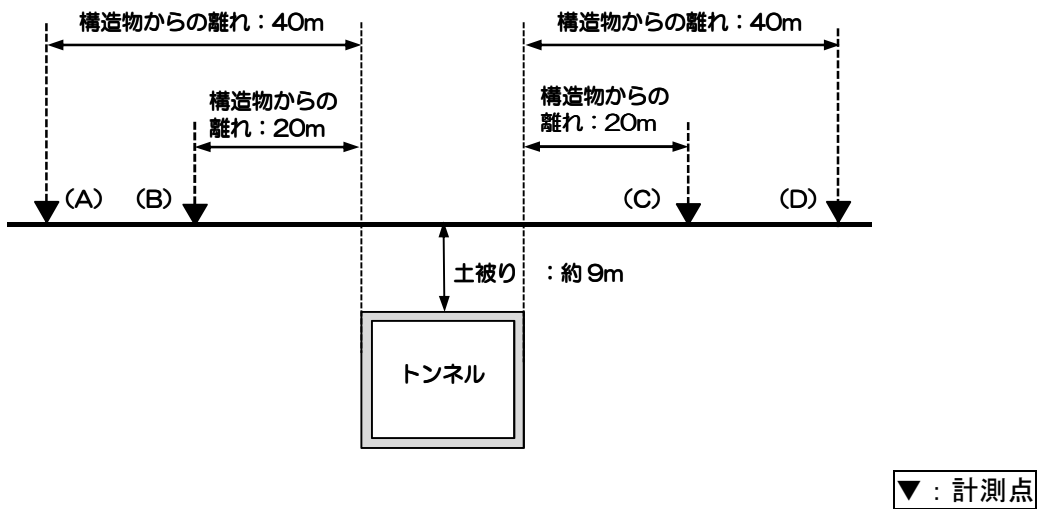 構造物からの離れ：40m
構造物からの離れ：40m
構造物からの
離れ：20m
構造物からの
離れ：20m
(A)
(B)
(C)
(D)
土被り ：約9m
トンネル
▼：計測点